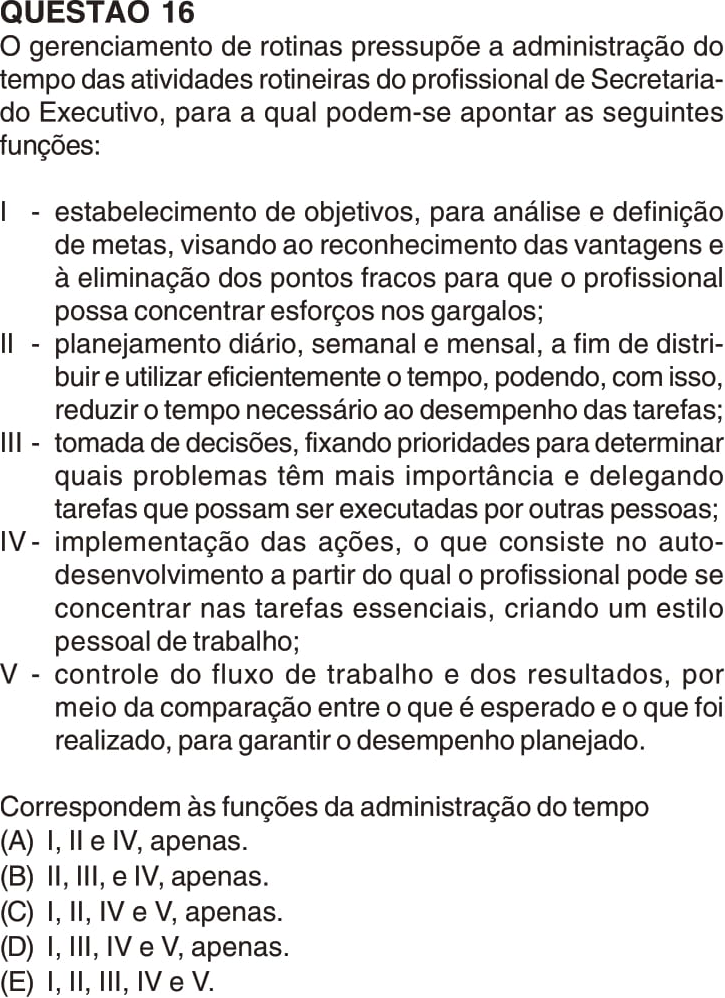 QUESTÃO 16
O gerenciamento de rotinas pressupõe a administração do
tempo das atividades rotineiras do profissional de Secretaria-
do Executivo, para a qual podem-se apontar as seguintes
funções:
I - estabelecimento de objetivos, para análise e definição
de metas, visando ao reconhecimento das vantagens e
à eliminação dos pontos fracos para que o profissional
possa concentrar esforços nos gargalos;
II - planejamento diário, semanal e mensal, a fim de distri-
buir e utilizar eficientemente o tempo, podendo, com isso,
reduzir o tempo necessário ao desempenho das tarefas;
III - tomada de decisões, fixando prioridades para determinar
quais problemas têm mais importância e delegando
tarefas que possam ser executadas por outras pessoas;
IV - implementação das ações, o que consiste no auto-
desenvolvimento a partir do qual o profissional pode se
concentrar nas tarefas essenciais, criando um estilo
pessoal de trabalho;
V - controle do fluxo de trabalho e dos resultados, por
meio da comparação entre o que é esperado e o que foi
realizado, para garantir o desempenho planejado.
Correspondem às funções da administração do tempo
(A) I, II e IV, apenas.
(B) II, III, e IV, apenas.
(C) I, II, IV e V, apenas.
(D) I, III, IV e V, apenas.
(E) I, II, III, IV e V.